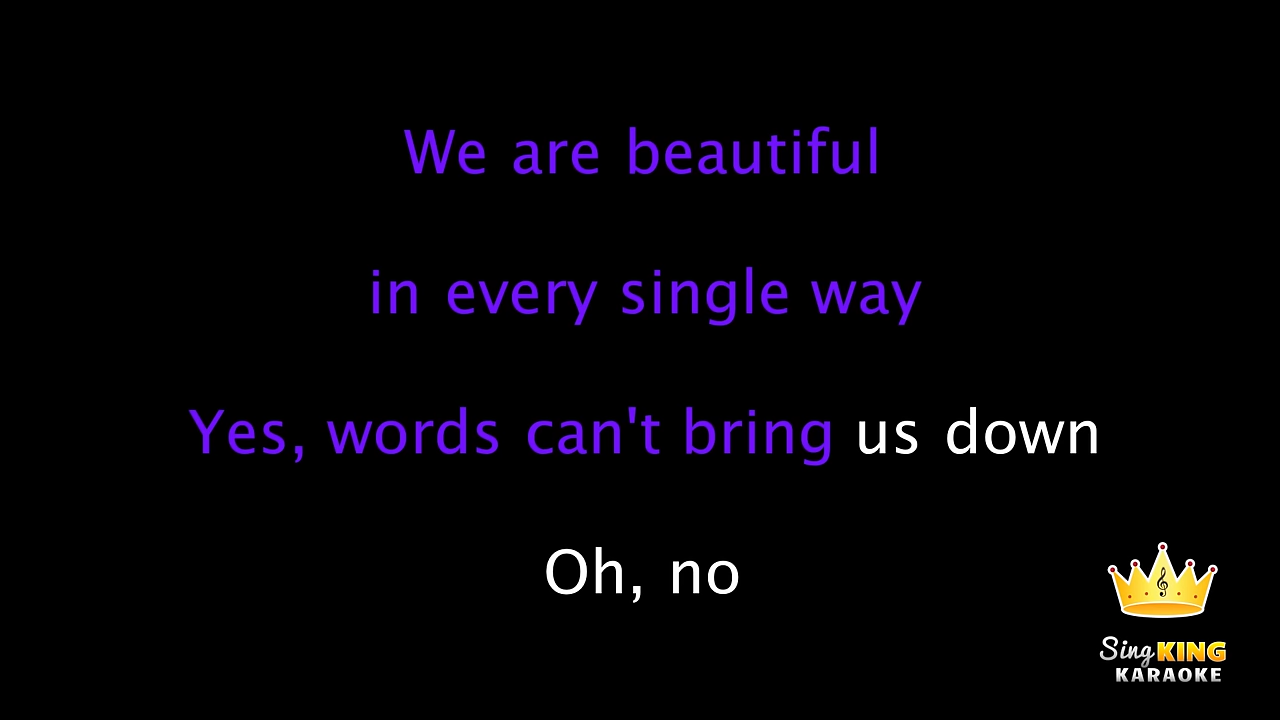 We are beautiful
in every single way
Yes, words can't bring us down
Oh, no
Sing KING
KARAOKE